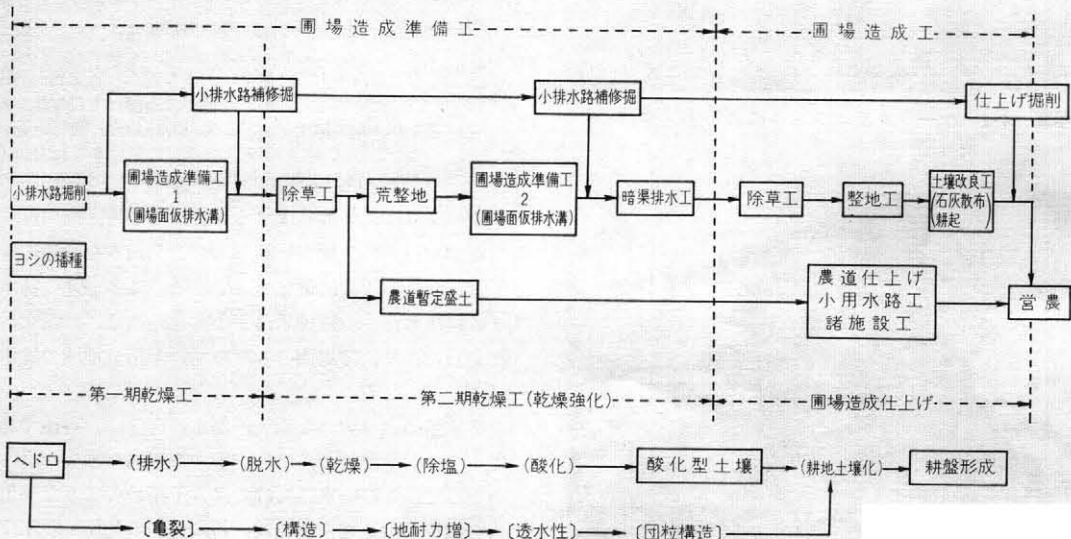 圃場造成準備工
圃場造成工
小排水路補修掘
小排水路補修掘
仕上げ掘削
小排水路掘削
圃場造成準備工
1
(圃場面仮排水溝)
除草工
荒整地
圃場造成準備工
2
(圃場面仮排水溝)
暗渠排水工
除草工
整地工
土壌改良工
(石灰散布
耕起)
ヨシの播種
農道暫定盛土
農道仕上げ
小用水路工
諸施設工
営農
第一期乾燥工
第二期乾燥工(乾燥強化)
圃場造成仕上げ
ヘドロ
(排水)
(脱水)
(乾燥)
(除塩)
(酸化)
酸化型土壌
(耕地土壌化)
耕盤形成
〔亀裂〕
〔構造〕
〔地耐力増〕
〔透水性〕
〔団粒構造〕